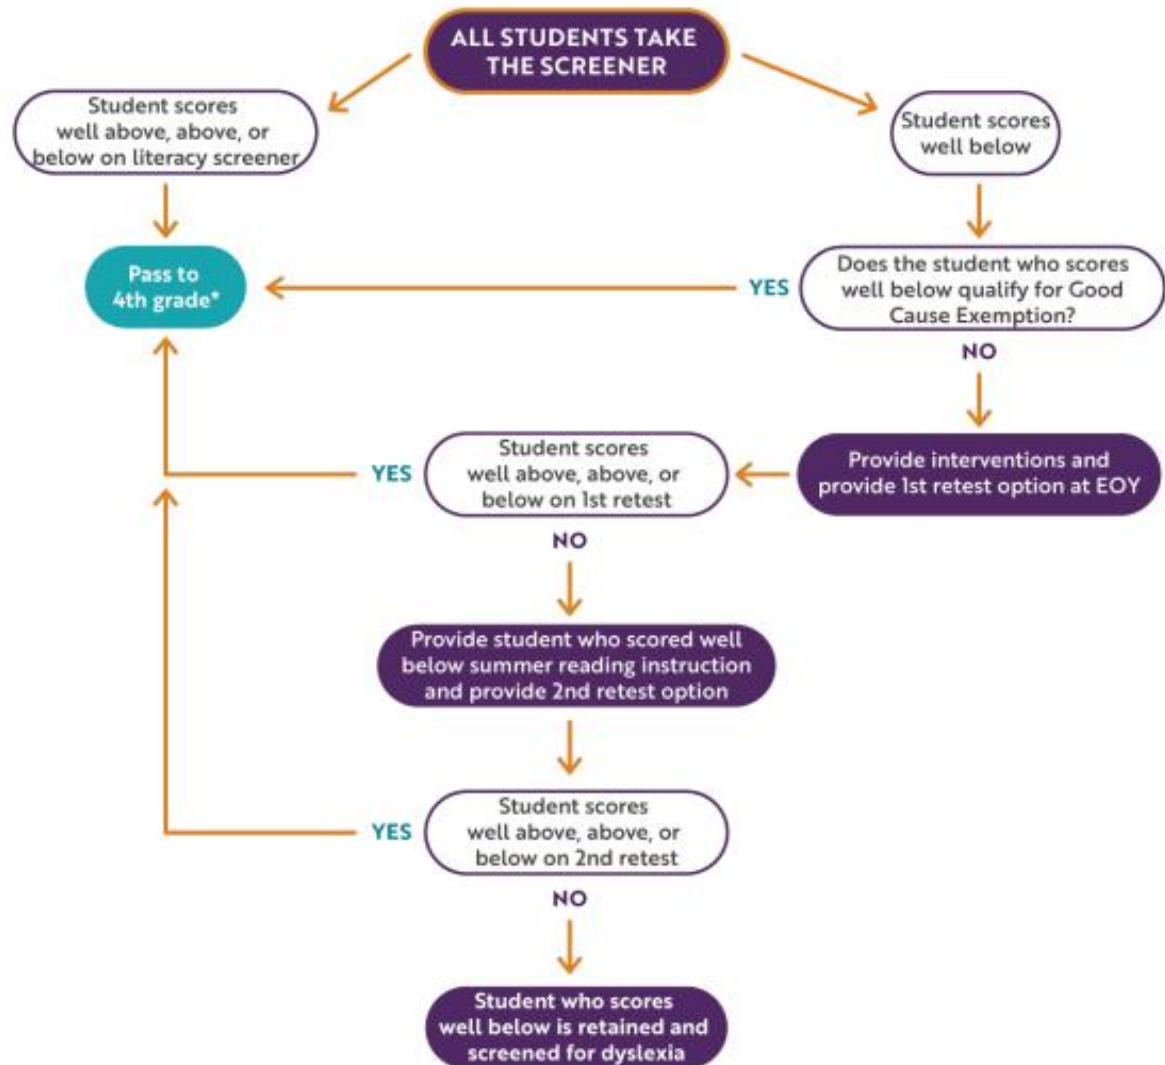 ALL STUDENTS TAKE
THE SCREENER
Student scores
well above, above, or
below on literacy screener
Student scores
well below
Pass to
4th grade*
YES
Does the student who scores
well below qualify for Good
Cause Exemption?
NO
Provide interventions and
provide 1st retest option at EOY
Student scores
well above, above, or
below on 1st retest
YES
NO
Provide student who scored well
below summer reading instruction
and provide 2nd retest option
Student scores
well above, above, or
below on 2nd retest
YES
NO
Student who scores
well below is retained and
screened for dyslexia